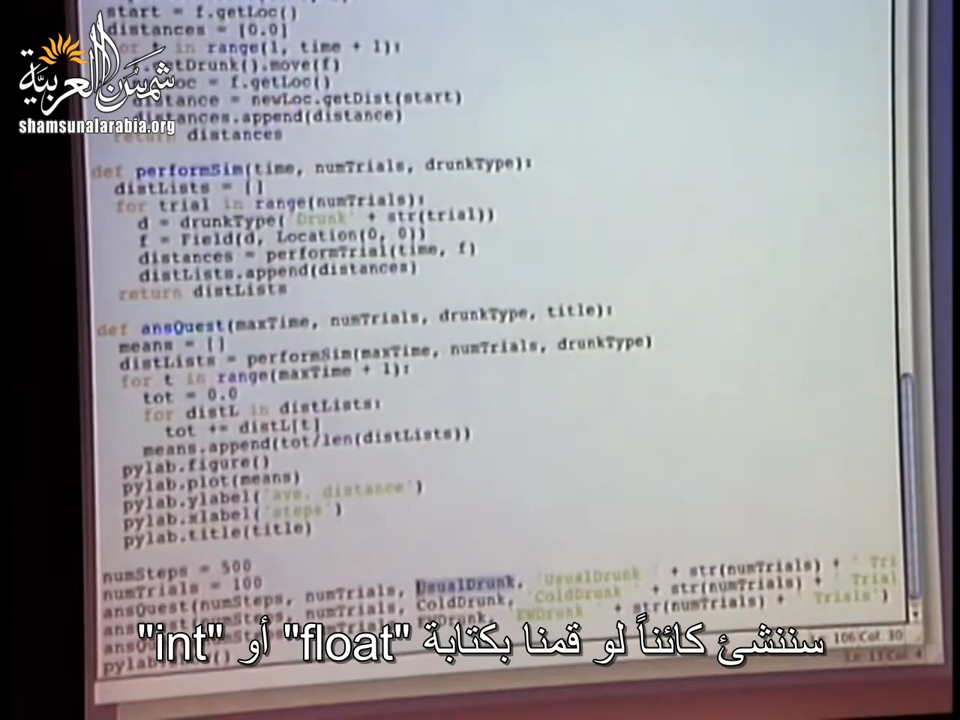 شمس العربية
shamsunalarabia.org
start = f.getLoc()
distances = [0.0]
in range(1, time + 1):
.move(f)
= f.getLoc()
distance = newLoc.getDist(start)
distances.append(distance)
return distances
def performSim(time, numTrials, drunkType):
distLists = []
for trial in range(numTrials):
d = drunkType('Drunk' + str(trial))
f = Field(d, Location(0, 0))
distances = performTrial(time, f)
distLists.append(distances)
return distLists
def ansQuest(maxTime, numTrials, drunkType, title):
means = []
distLists = performSim(maxTime, numTrials, drunkType)
for t in range(maxTime + 1):
tot = 0.0
for distL in distLists:
tot += distL[t]
means.append(tot/len(distLists))
pylab.figure()
pylab.plot(means)
pylab.ylabel('ave. distance')
pylab.xlabel('steps')
pylab.title(title)
numSteps = 500
numTrials = 100
ansQuest(numSteps, numTrials, UsualDrunk, 'UsualDrunk ' + str(numTrials) + ' Tri
numTrials, ColdDrunk, 'ColdDrunk ' + str(numTrials) + ' Trial
'EWDrunk ' + str(numTrials) + ' Trials')
سننشئ كائناً لو قمنا بكتابة "float" أو "int"